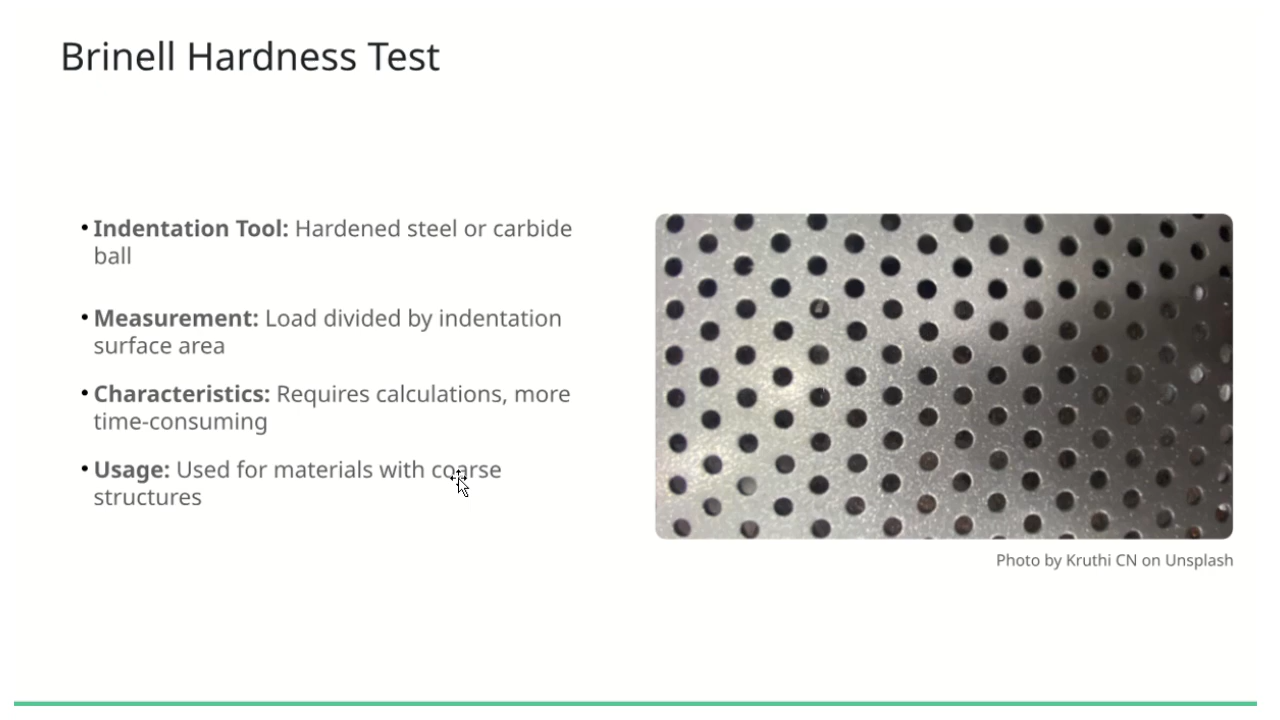 Brinell Hardness Test
• Indentation Tool: Hardened steel or carbide
ball
• Measurement: Load divided by indentation
surface area
• Characteristics: Requires calculations, more
time-consuming
• Usage: Used for materials with coarse
structures
Photo by Kruthi CN on Unsplash